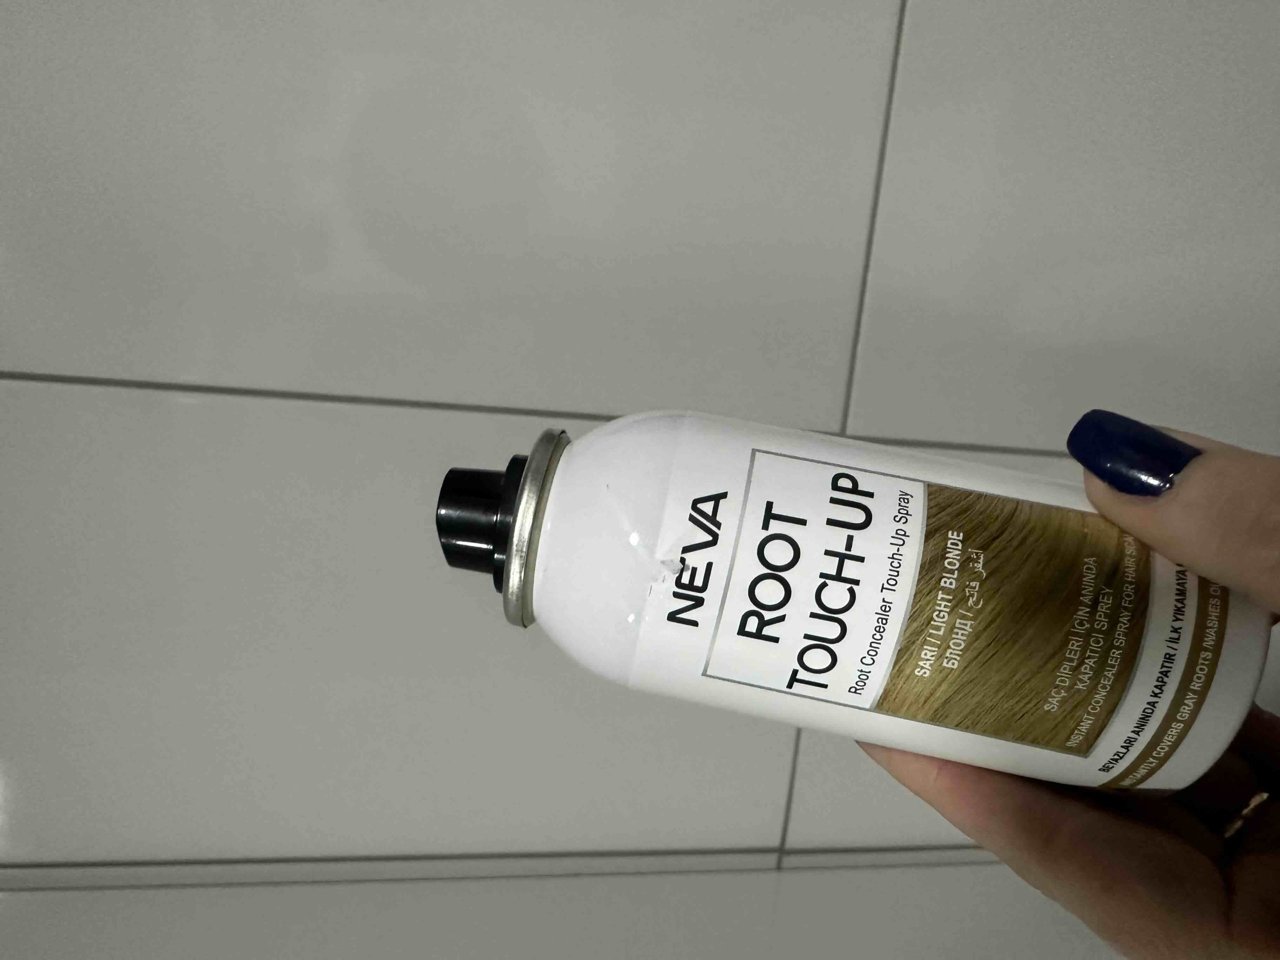 NEVA
ROOT
TOUCH-UP
Root Concealer Touch-Up Spray
SARI / LIGHT BLONDE
БЛОНД / أشقر فاتح
SAÇ DİPLERİ İÇİN ANINDA
KAPATICI SPREY
INSTANT CONCEALER SPRAY FOR HAIR
BEYAZLARI ANINDA KAPATIR / İLK YIKAMAYA
INSTANTLY COVERS GRAY ROOTS /WASHES